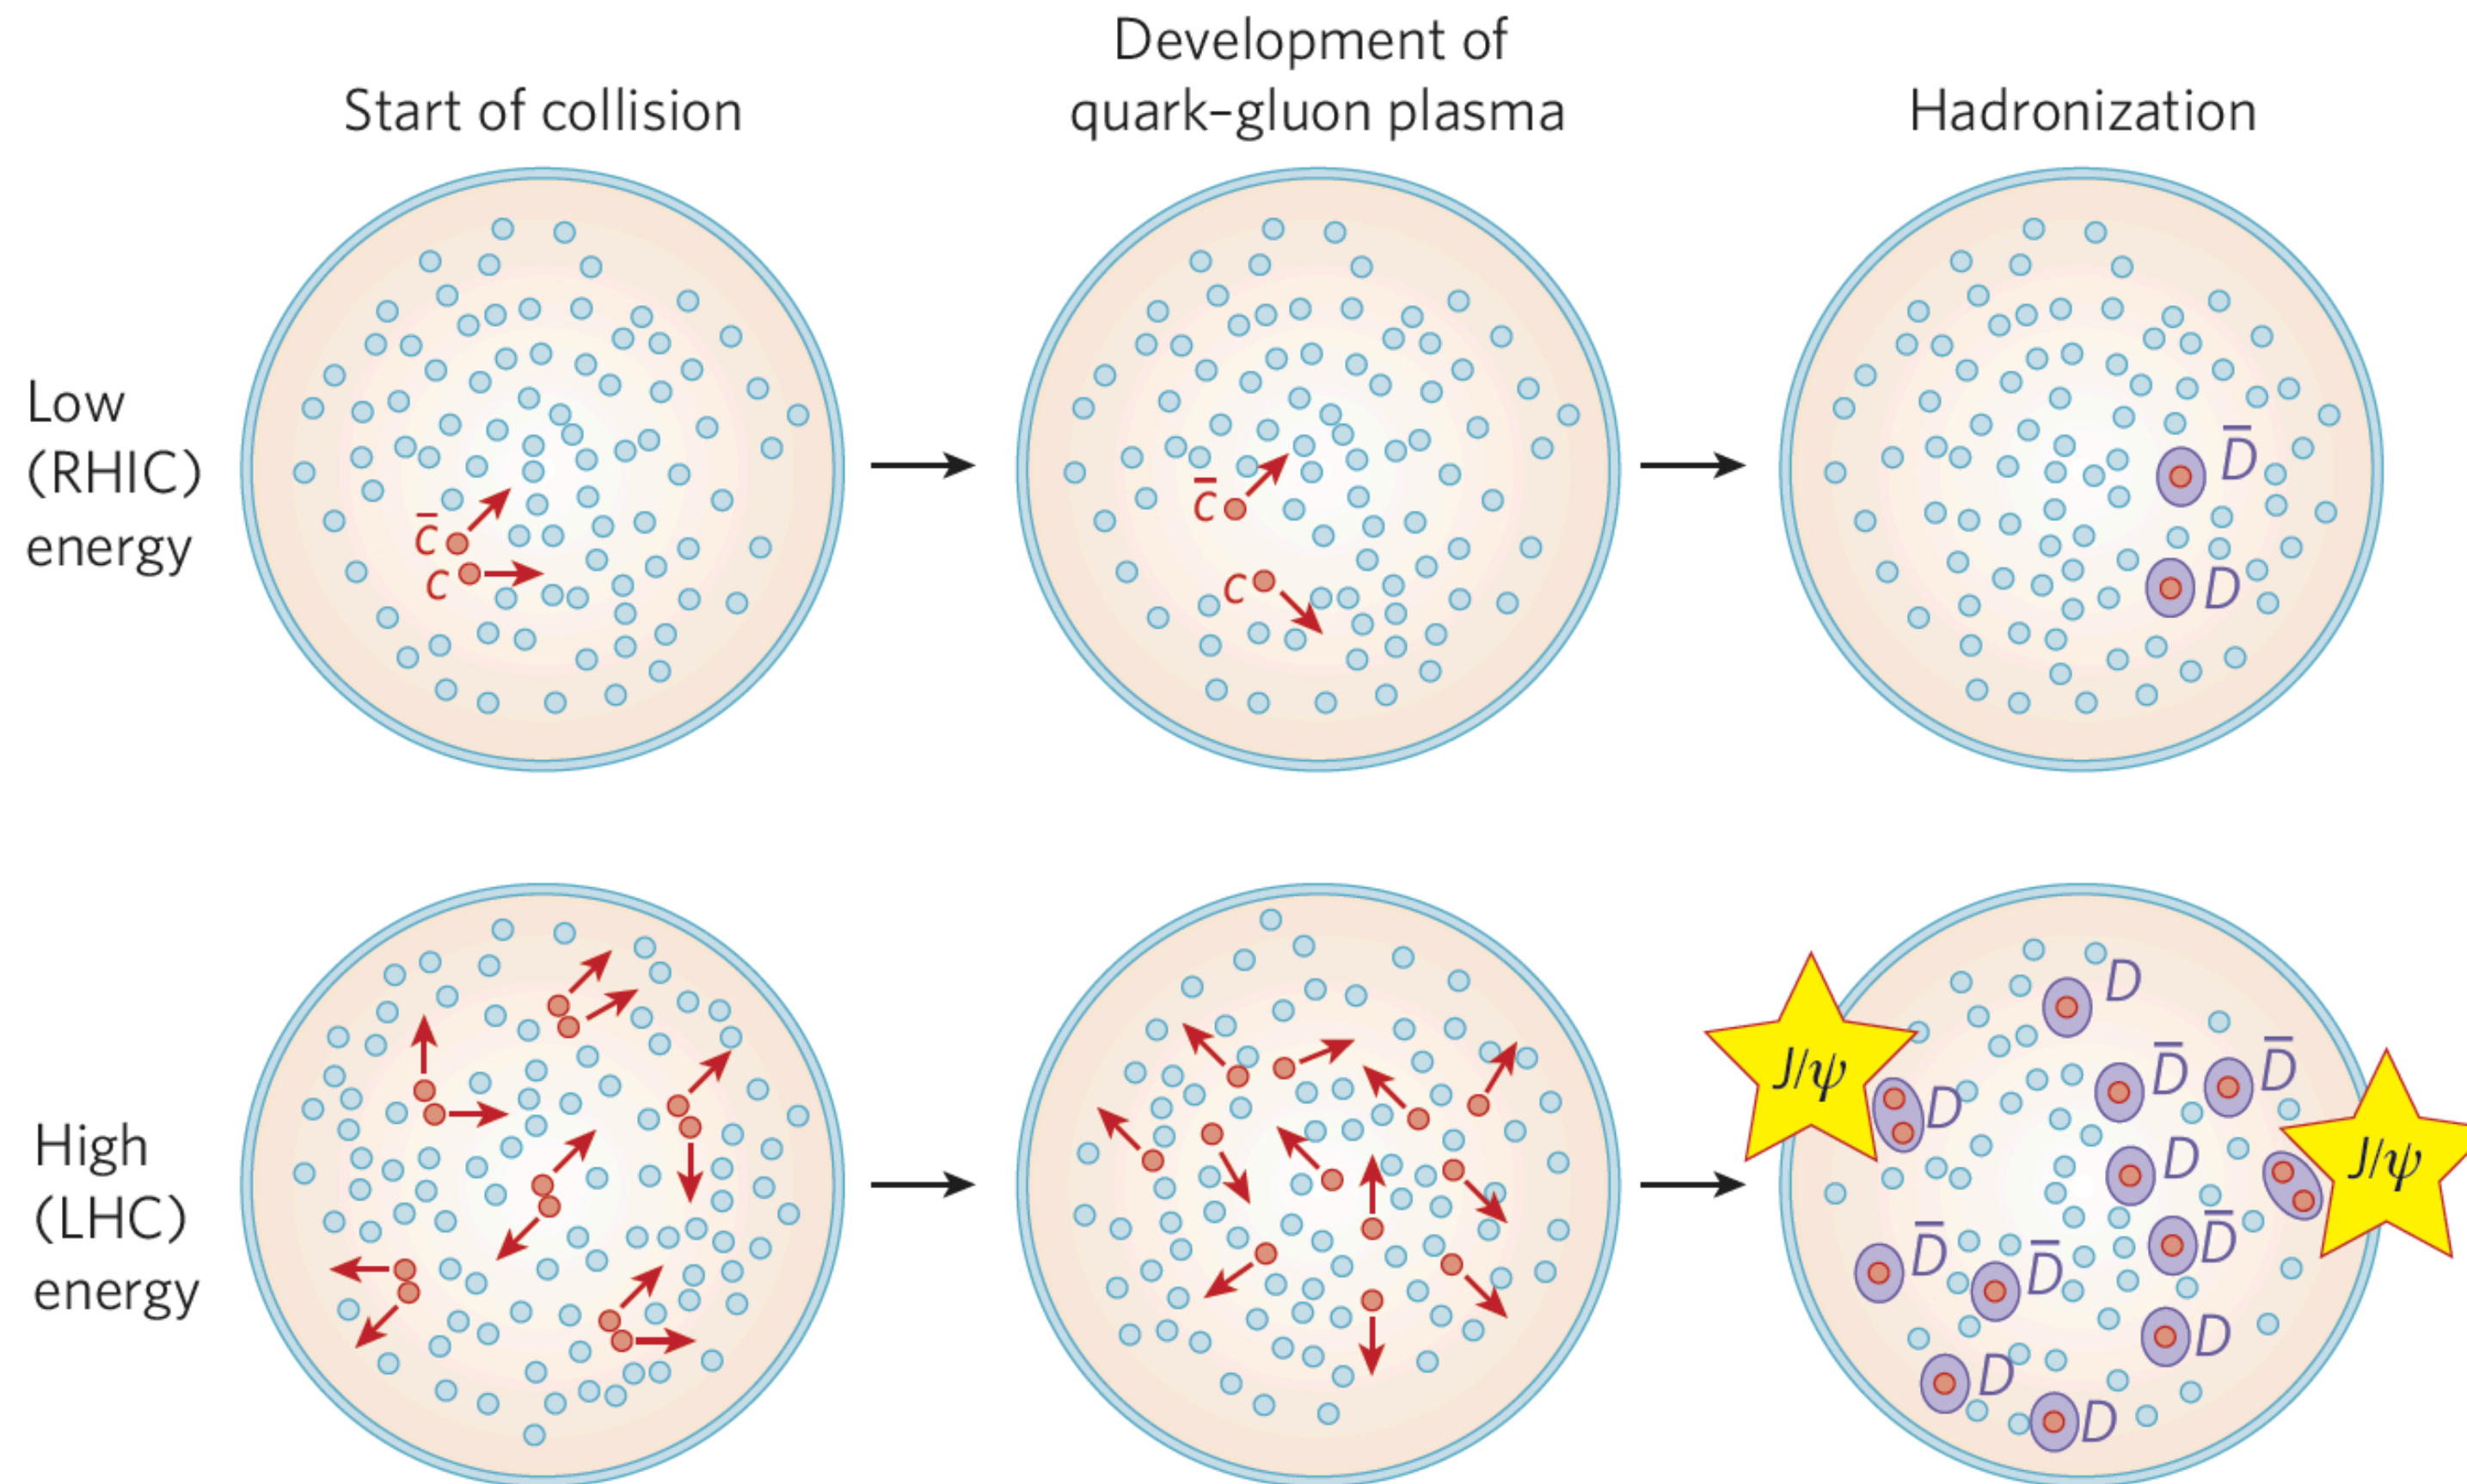 Start of collision
Development of
quark–gluon plasma
Hadronization
Low
(RHIC)
energy
c̅
c
c̅
c
D̅
D
High
(LHC)
energy
J/ψ
D
D
D̅
D̅
D
J/ψ
D̅
D̅
D̅
D
D
D